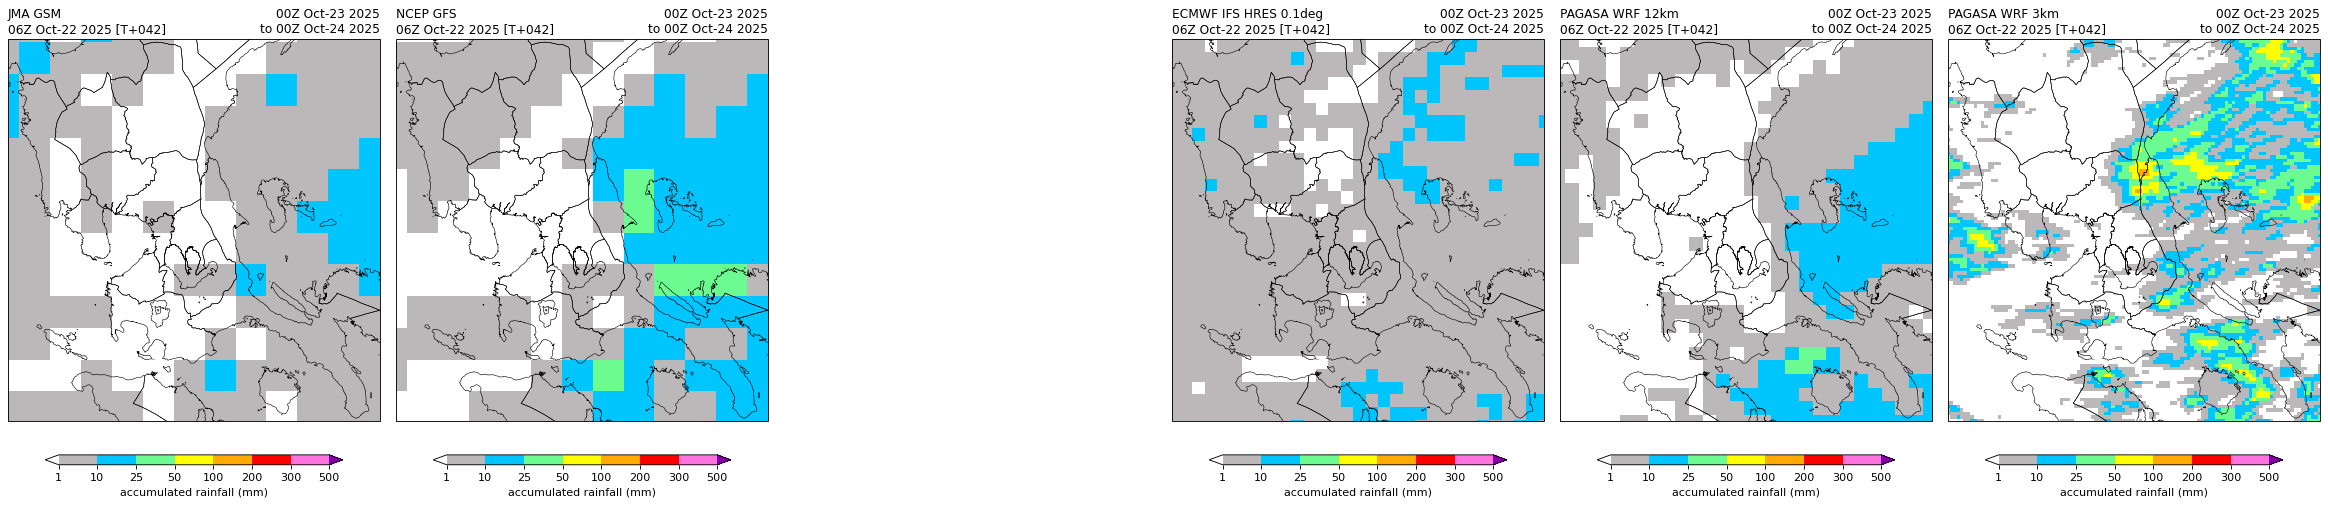 JMA GSM 00Z Oct-23 2025
06Z Oct-22 2025 [T+042] to 00Z Oct-24 2025
1 10 25 50 100 200 300 500
accumulated rainfall (mm)
NCEP GFS 00Z Oct-23 2025
06Z Oct-22 2025 [T+042] to 00Z Oct-24 2025
1 10 25 50 100 200 300 500
accumulated rainfall (mm)
ECMWF IFS HRES 0.1deg 00Z Oct-23 2025
06Z Oct-22 2025 [T+042] to 00Z Oct-24 2025
1 10 25 50 100 200 300 500
accumulated rainfall (mm)
PAGASA WRF 12km 00Z Oct-23 2025
06Z Oct-22 2025 [T+042] to 00Z Oct-24 2025
1 10 25 50 100 200 300 500
accumulated rainfall (mm)
PAGASA WRF 3km 00Z Oct-23 2025
06Z Oct-22 2025 [T+042] to 00Z Oct-24 2025
1 10 25 50 100 200 300 500
accumulated rainfall (mm)